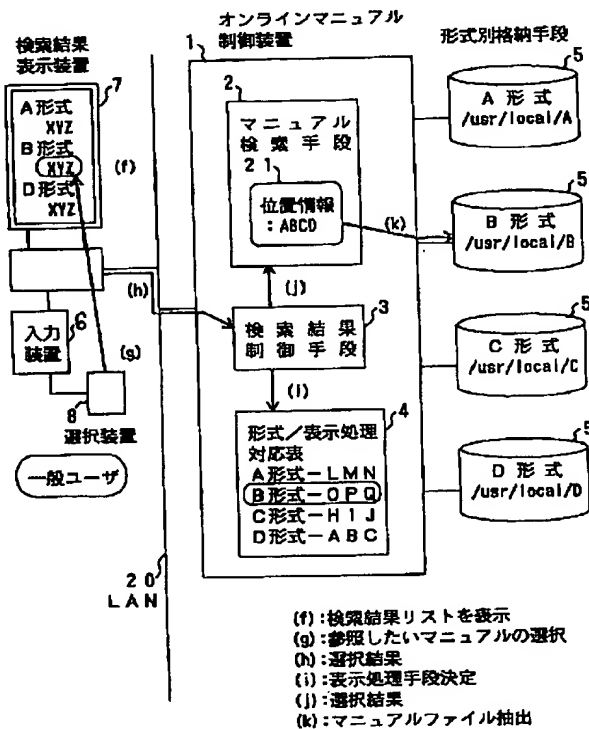 検索結果
表示装置
7
A形式
XYZ
B形式
XYZ
D形式
XYZ
(f)
(h)
6
入力
装置
(g)
8
選択装置
一般ユーザ
20
LAN
オンラインマニュアル
制御装置
1
2
マニュアル
検索手段
21
位置情報
:ABCD
(k)
(j)
3
検索結果
制御手段
(i)
4
形式/表示処理
対応表
A形式-LMN
B形式-OPQ
C形式-HIJ
D形式-ABC
形式別格納手段
5
A形式
/usr/local/A
5
B形式
/usr/local/B
5
C形式
/usr/local/C
5
D形式
/usr/local/D
(f):検索結果リストを表示
(g):参照したいマニュアルの選択
(h):選択結果
(i):表示処理手段決定
(j):選択結果
(k):マニュアルファイル抽出